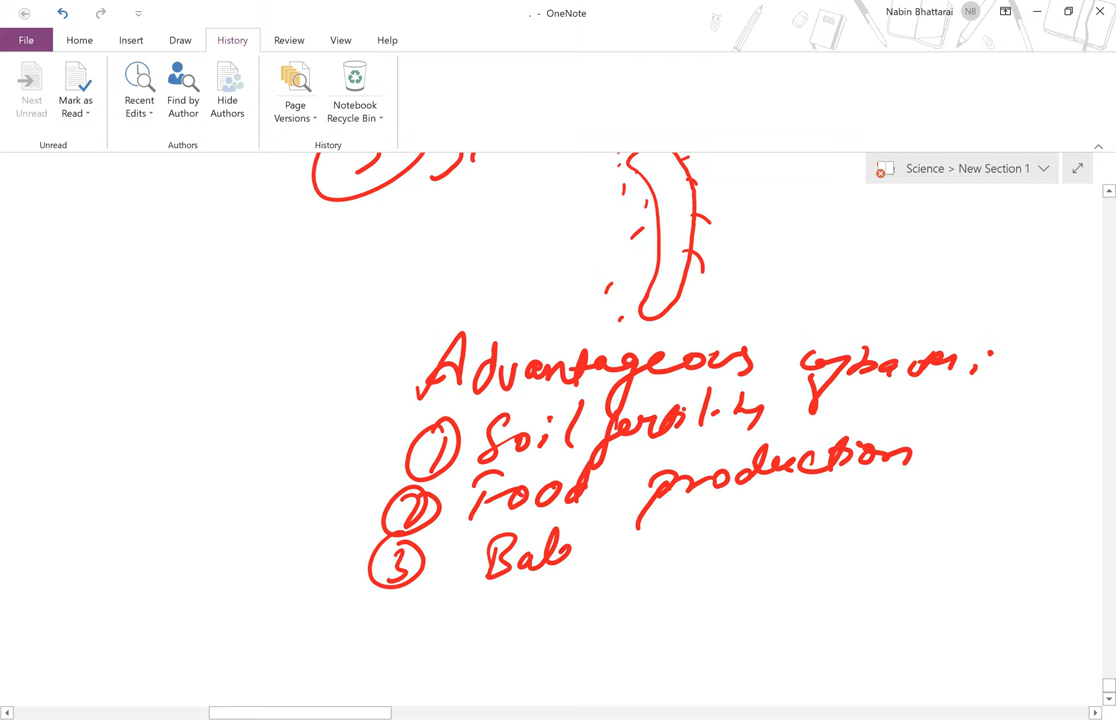 . - OneNote
Nabin Bhattarai NB
File Home Insert Draw History Review View Help
Next Unread
Mark as Read
Recent Edits
Find by Author
Hide Authors
Page Versions
Notebook Recycle Bin
Unread Authors History
Science > New Section 1
Advantageous
① Soil fertility
② Food production
③ Bab